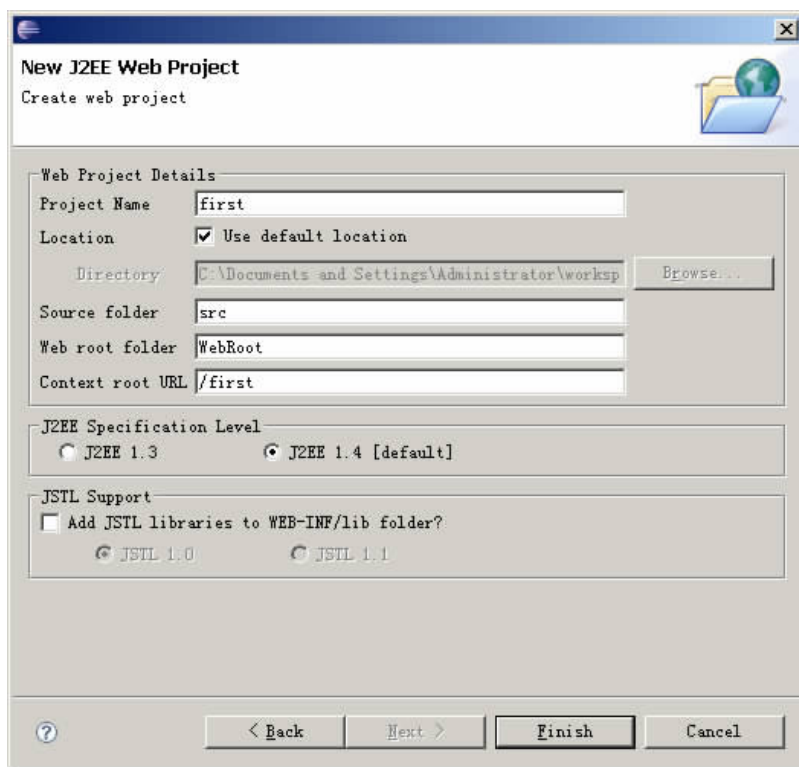 New J2EE Web Project
Create web project
Web Project Details
Project Name first
Location Use default location
Directory C:\Documents and Settings\Administrator\worksp Browse...
Source folder src
Web root folder WebRoot
Context root URL /first
J2EE Specification Level
J2EE 1.3 J2EE 1.4 [default]
JSTL Support
Add JSTL libraries to WEB-INF/lib folder?
JSTL 1.0 JSTL 1.1
? < Back Next > Finish Cancel